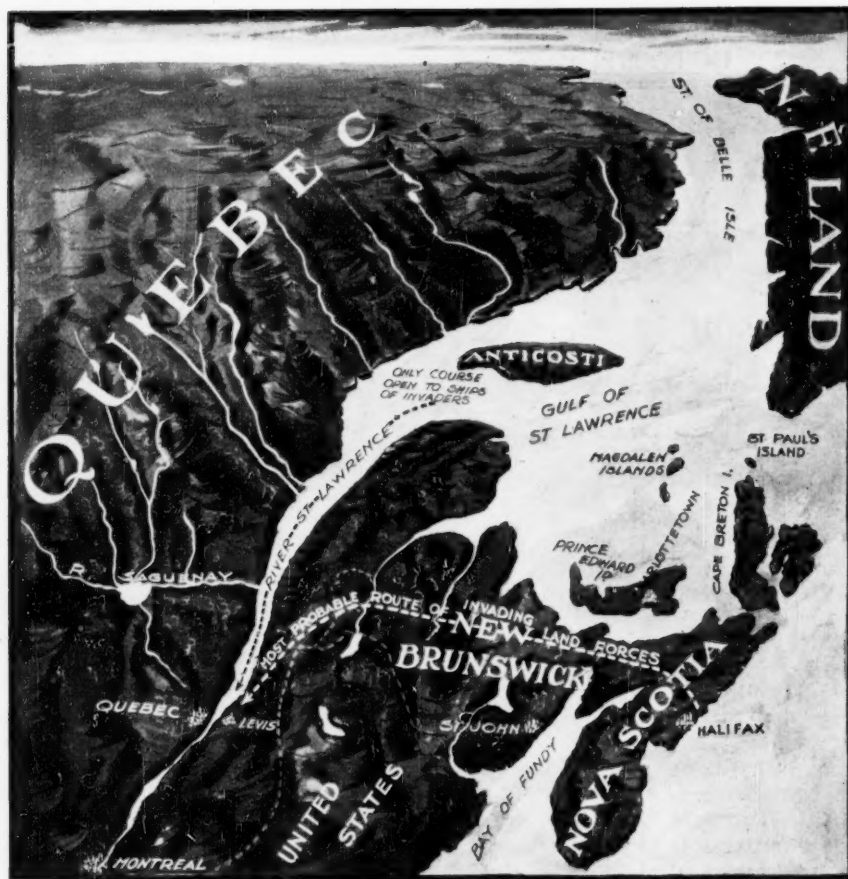 QUEBEC
ST. OF BELLE ISLE
N. F. LAND
ANTICOSTI
ONLY COURSE
OPEN TO SHIPS
OF INVADERS
GULF OF
ST LAWRENCE
ST PAUL'S
ISLAND
MAGDALEN
ISLANDS
RIVER ST LAWRENCE
CAPE BRETON I.
PRINCE
EDWARD
R. SAGUENAY
MOST PROBABLE ROUTE OF INVADING LAND FORCES
NEW
BRUNSWICK
QUEBEC
LEVIS
ST JOHN
NOVA SCOTIA
HALIFAX
BAY OF FUNDY
UNITED
STATES
MONTREAL